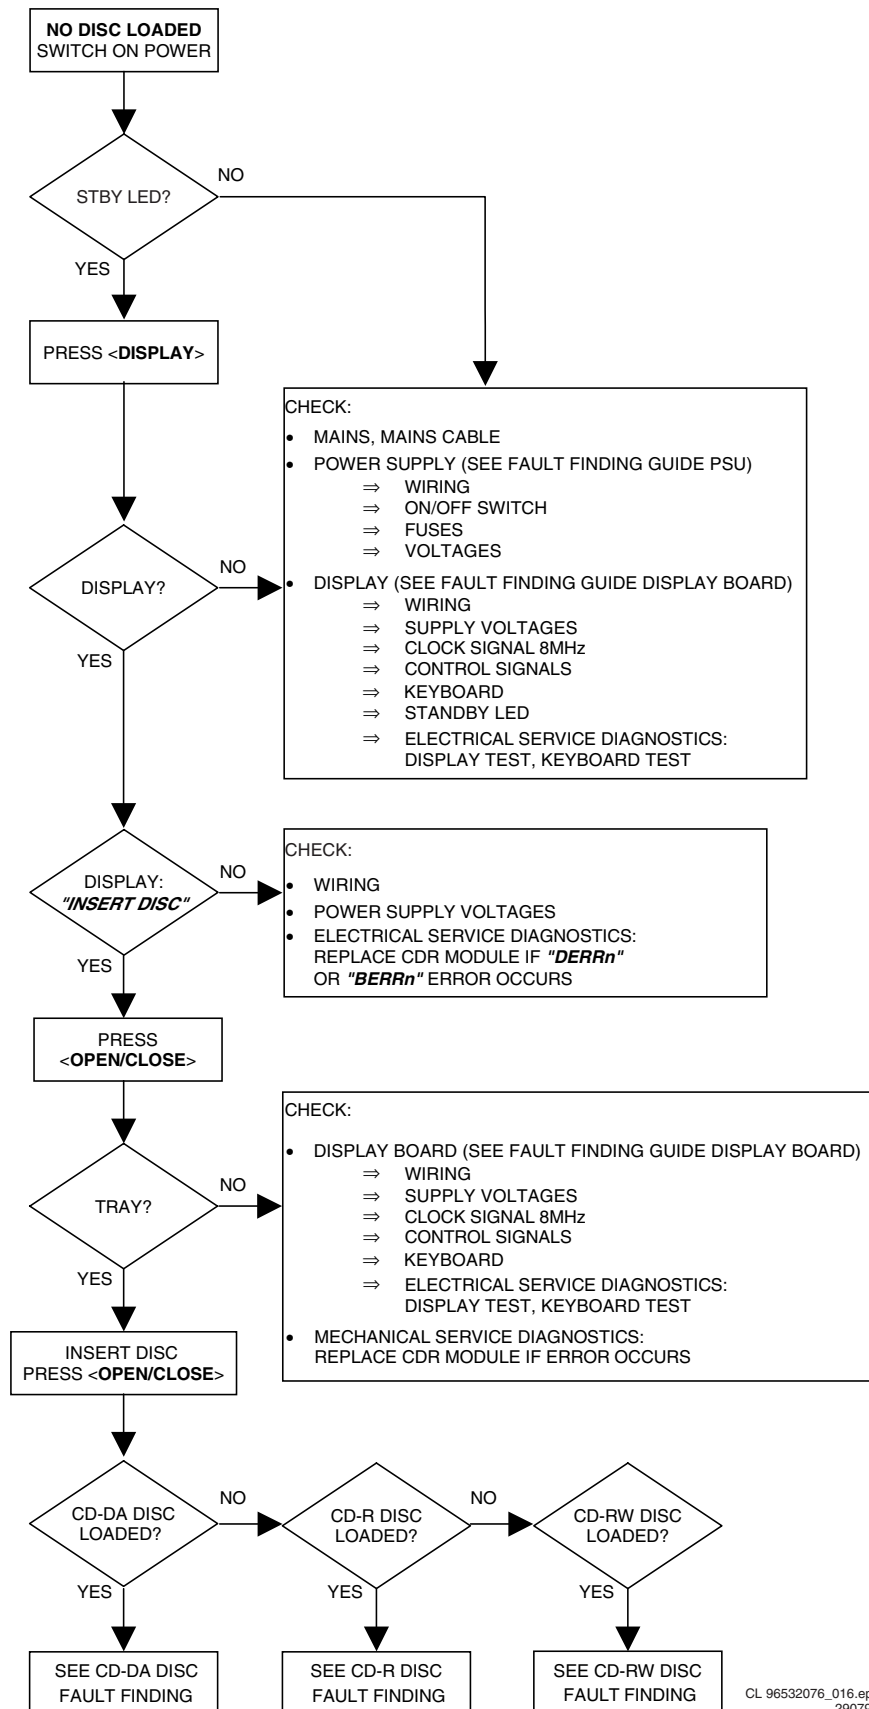 NO DISC LOADED
SWITCH ON POWER
STBY LED?
NO
YES
PRESS <DISPLAY>
CHECK:
• MAINS, MAINS CABLE
• POWER SUPPLY (SEE FAULT FINDING GUIDE PSU)
⇒ WIRING
⇒ ON/OFF SWITCH
⇒ FUSES
⇒ VOLTAGES
• DISPLAY (SEE FAULT FINDING GUIDE DISPLAY BOARD)
⇒ WIRING
⇒ SUPPLY VOLTAGES
⇒ CLOCK SIGNAL 8MHz
⇒ CONTROL SIGNALS
⇒ KEYBOARD
⇒ STANDBY LED
⇒ ELECTRICAL SERVICE DIAGNOSTICS:
DISPLAY TEST, KEYBOARD TEST
DISPLAY?
NO
YES
DISPLAY:
"INSERT DISC"
NO
YES
CHECK:
• WIRING
• POWER SUPPLY VOLTAGES
• ELECTRICAL SERVICE DIAGNOSTICS:
REPLACE CDR MODULE IF "DERRn"
OR "BERRn" ERROR OCCURS
PRESS
<OPEN/CLOSE>
TRAY?
NO
YES
CHECK:
• DISPLAY BOARD (SEE FAULT FINDING GUIDE DISPLAY BOARD)
⇒ WIRING
⇒ SUPPLY VOLTAGES
⇒ CLOCK SIGNAL 8MHz
⇒ CONTROL SIGNALS
⇒ KEYBOARD
⇒ ELECTRICAL SERVICE DIAGNOSTICS:
DISPLAY TEST, KEYBOARD TEST
• MECHANICAL SERVICE DIAGNOSTICS:
REPLACE CDR MODULE IF ERROR OCCURS
INSERT DISC
PRESS <OPEN/CLOSE>
CD-DA DISC
LOADED?
NO
YES
CD-R DISC
LOADED?
NO
YES
CD-RW DISC
LOADED?
YES
SEE CD-DA DISC
FAULT FINDING
SEE CD-R DISC
FAULT FINDING
SEE CD-RW DISC
FAULT FINDING
CL 96532076_016.ep
29079